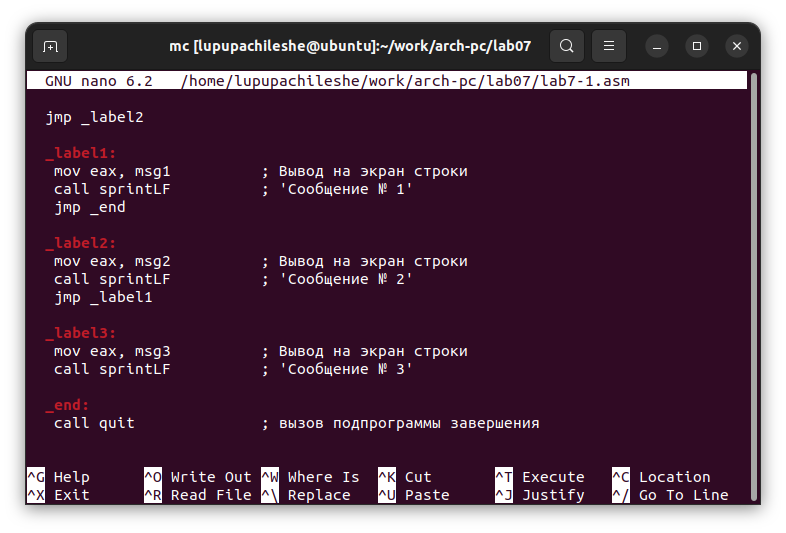 mc [lupupachileshe@ubuntu]:~/work/arch-pc/lab07
GNU nano 6.2   /home/lupupachileshe/work/arch-pc/lab07/lab7-1.asm
jmp _label2
_label1:
mov eax, msg1          ; Вывод на экран строки
call sprintLF          ; 'Сообщение № 1'
jmp _end
_label2:
mov eax, msg2          ; Вывод на экран строки
call sprintLF          ; 'Сообщение № 2'
jmp _label1
_label3:
mov eax, msg3          ; Вывод на экран строки
call sprintLF          ; 'Сообщение № 3'
_end:
call quit              ; вызов подпрограммы завершения
^G Help      ^O Write Out ^W Where Is  ^K Cut       ^T Execute   ^C Location
^X Exit      ^R Read File ^\ Replace   ^U Paste     ^J Justify   ^/ Go To Line